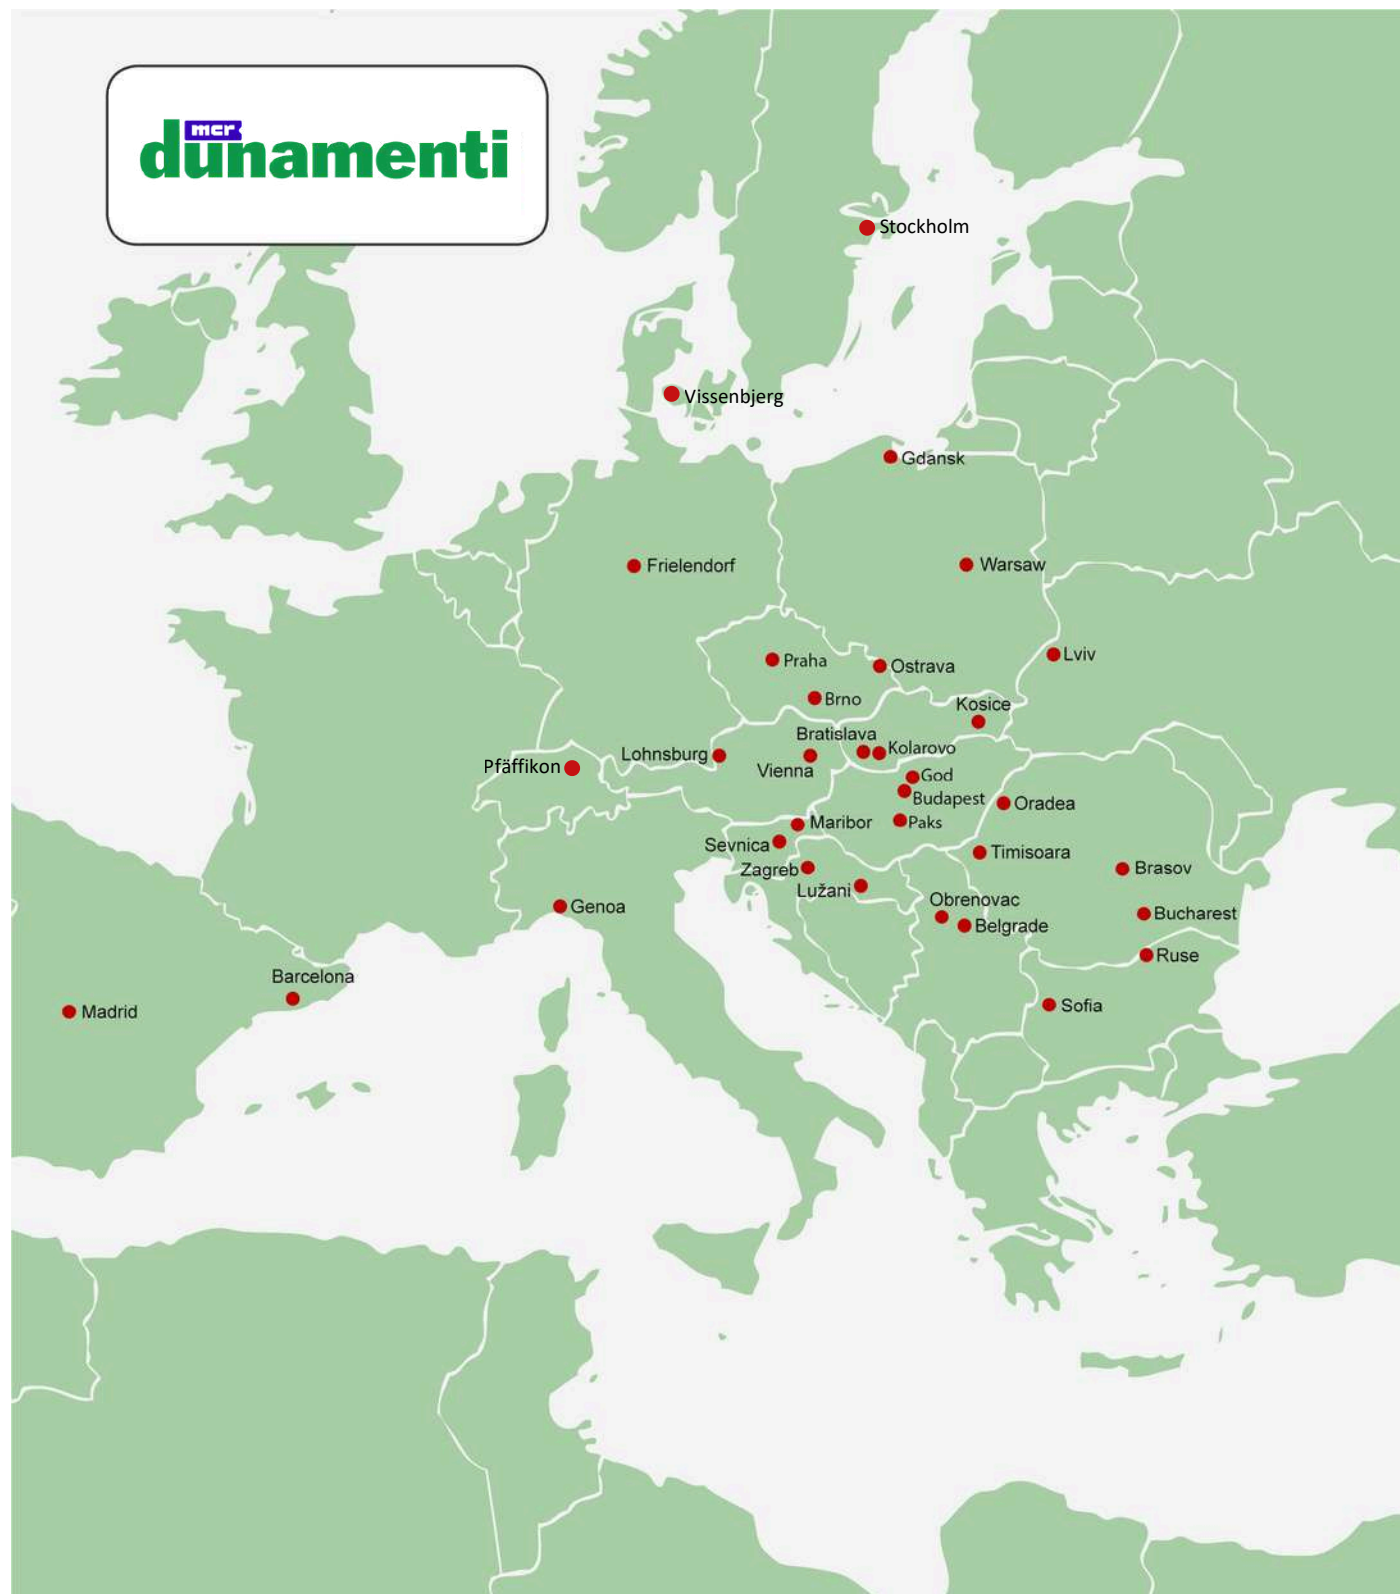 mcr
dunamenti
Stockholm
Vissenbjerg
Gdansk
Frielendorf
Warsaw
Praha
Ostrava
Lviv
Brno
Kosice
Bratislava
Kolarovo
Lohnsburg
Vienna
Pfäffikon
God
Budapest
Oradea
Paks
Maribor
Sevnica
Timisoara
Zagreb
Brasov
Lužani
Obrenovac
Genoa
Bucharest
Belgrade
Ruse
Barcelona
Sofia
Madrid